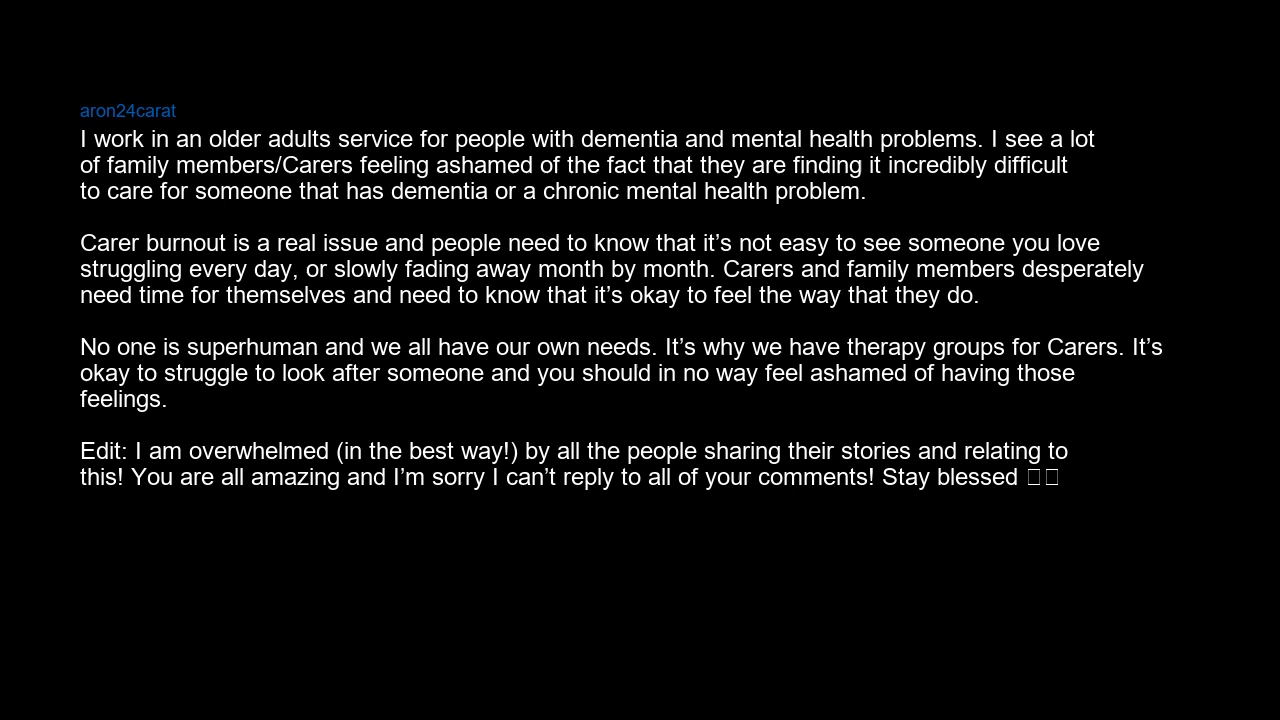 aron24carat
I work in an older adults service for people with dementia and mental health problems. I see a lot
of family members/Carers feeling ashamed of the fact that they are finding it incredibly difficult
to care for someone that has dementia or a chronic mental health problem.
Carer burnout is a real issue and people need to know that it’s not easy to see someone you love
struggling every day, or slowly fading away month by month. Carers and family members desperately
need time for themselves and need to know that it’s okay to feel the way that they do.
No one is superhuman and we all have our own needs. It’s why we have therapy groups for Carers. It’s
okay to struggle to look after someone and you should in no way feel ashamed of having those
feelings.
Edit: I am overwhelmed (in the best way!) by all the people sharing their stories and relating to
this! You are all amazing and I’m sorry I can’t reply to all of your comments! Stay blessed